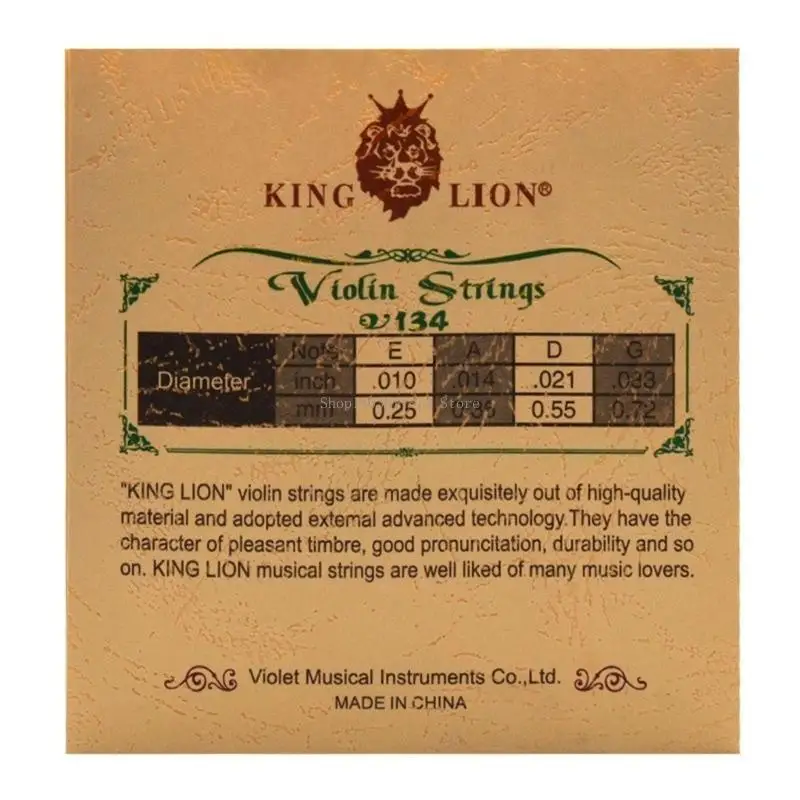 KING LION®
Violin Strings
V134
Diameter Note E A D G
inch .010 .014 .021 .033
mm 0.25 0.55 0.72
"KING LION" violin strings are made exquisitely out of high-quality
material and adopted extemal advanced technology.They have the
character of pleasant timbre, good pronuncitation, durability and so
on. KING LION musical strings are well liked of many music lovers.
Violet Musical Instruments Co.,Ltd.
MADE IN CHINA